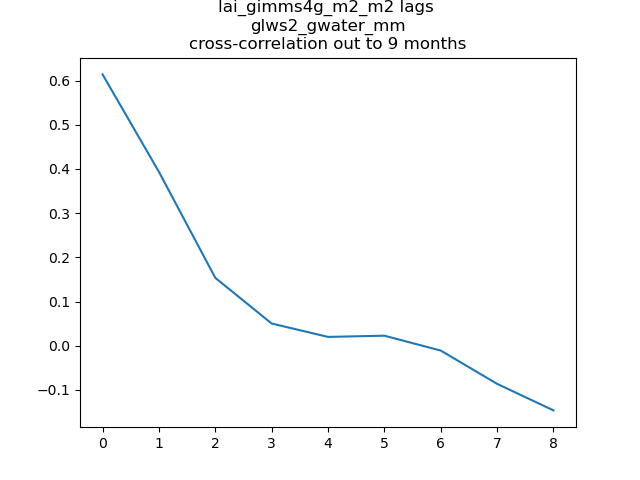 lai_gimms4g_m2_m2 lags
glws2_gwater_mm
cross-correlation out to 9 months
0.6
0.5
0.4
0.3
0.2
0.1
0.0
−0.1
0 1 2 3 4 5 6 7 8